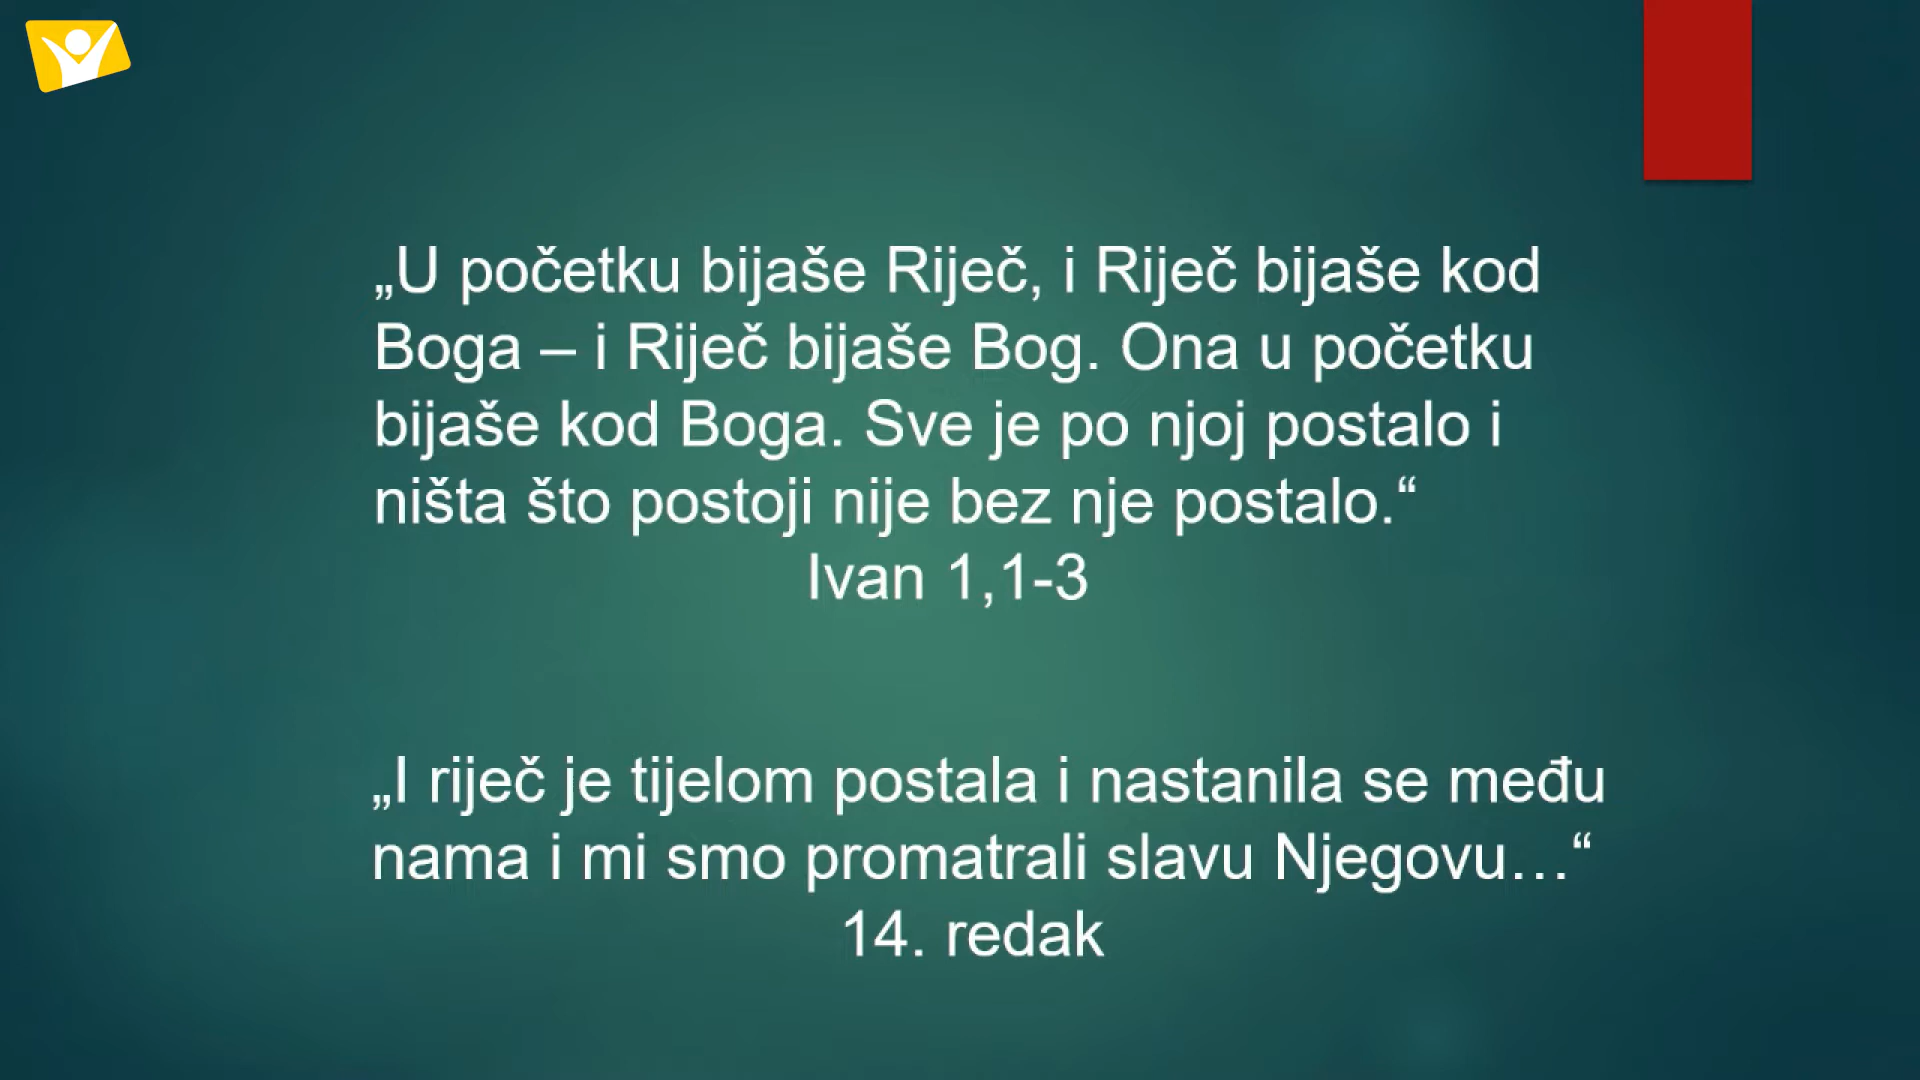 „U početku bijaše Riječ, i Riječ bijaše kod
Boga – i Riječ bijaše Bog. Ona u početku
bijaše kod Boga. Sve je po njoj postalo i
ništa što postoji nije bez nje postalo.“
Ivan 1,1-3
„I riječ je tijelom postala i nastanila se među
nama i mi smo promatrali slavu Njegovu…“
14. redak